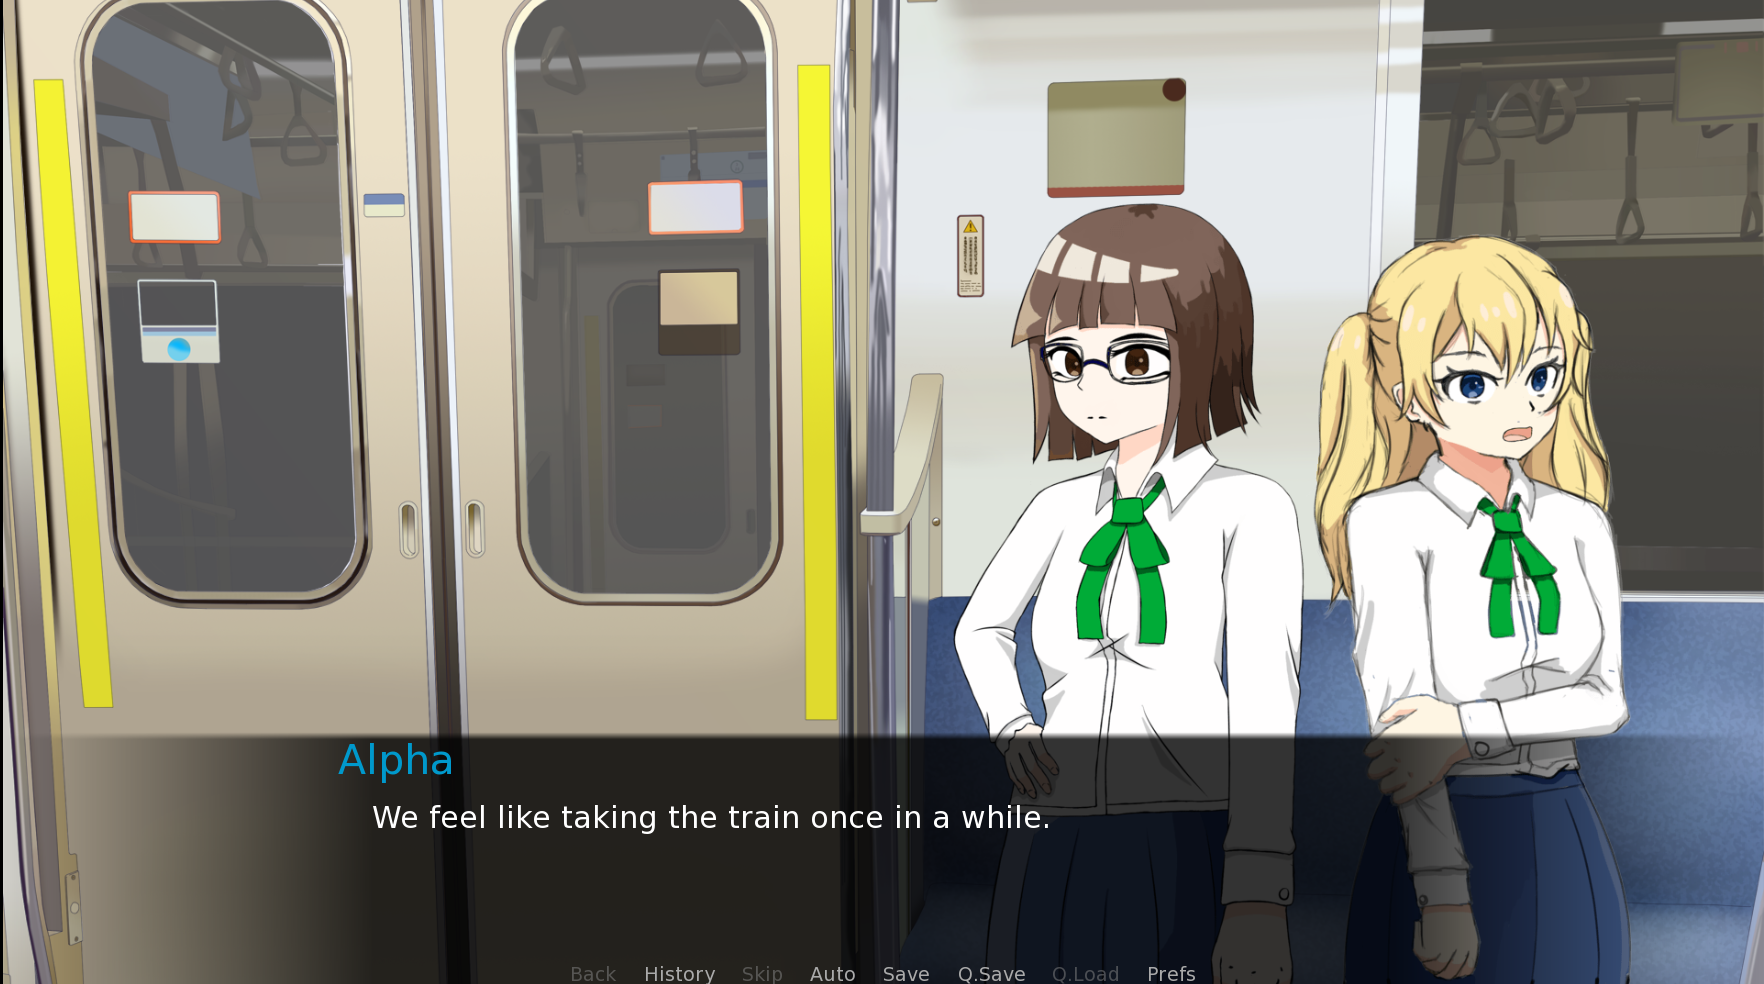 Alpha
We feel like taking the train once in a while.
Back History Skip Auto Save Q.Save Q.Load Prefs